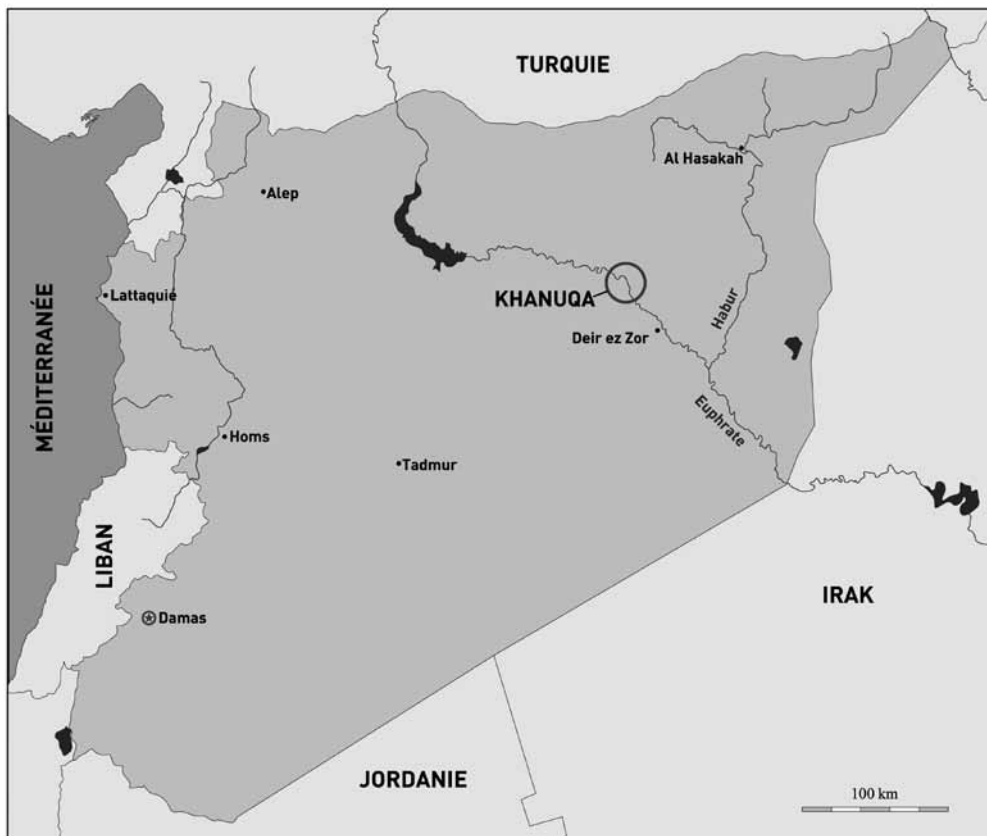 TURQUIE
Al Hasakah
Alep
MÉDITERRANÉE
Lattaquié
KHANUQA
Habur
Deir ez Zor
Euphrate
Homs
Tadmur
LIBAN
IRAK
Damas
JORDANIE
100 km